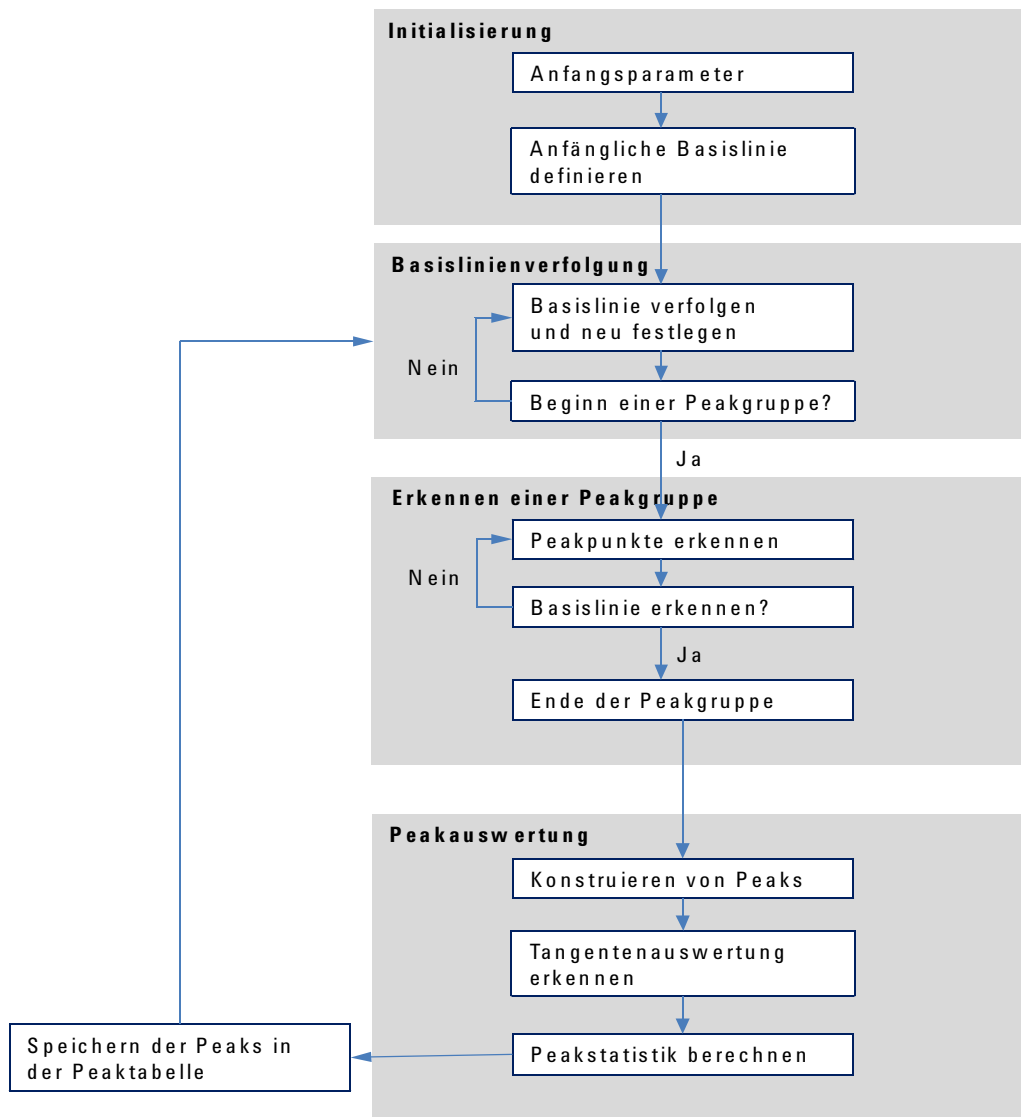 Initialisierung
Anfangsparameter
Anfängliche Basislinie
definieren
Basislinienverfolgung
Basislinie verfolgen
und neu festlegen
Nein
Beginn einer Peakgruppe?
Ja
Erkennen einer Peakgruppe
Peakpunkte erkennen
Nein
Basislinie erkennen?
Ja
Ende der Peakgruppe
Peakauswertung
Konstruieren von Peaks
Tangentenauswertung
erkennen
Peakstatistik berechnen
Speichern der Peaks in
der Peaktabelle